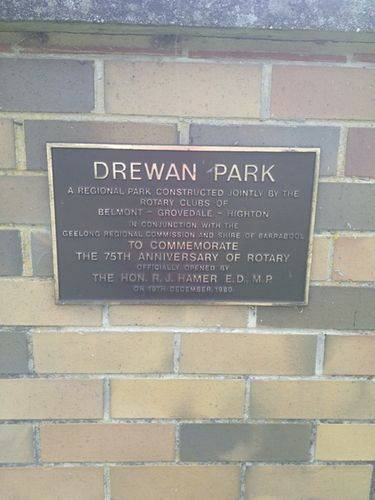 DREWAN PARK
A REGIONAL PARK CONSTRUCTED JOINTLY BY THE
ROTARY CLUBS OF
BELMONT - GROVEDALE - HIGHTON
IN CONJUNCTION WITH THE
GEELONG REGIONAL COMMISSION AND SHIRE OF BARRABOOL
TO COMMEMORATE
THE 75TH ANNIVERSARY OF ROTARY
OFFICIALLY OPENED BY
THE HON. R. J. HAMER E.D., M.P.
ON DECEMBER, 1980.